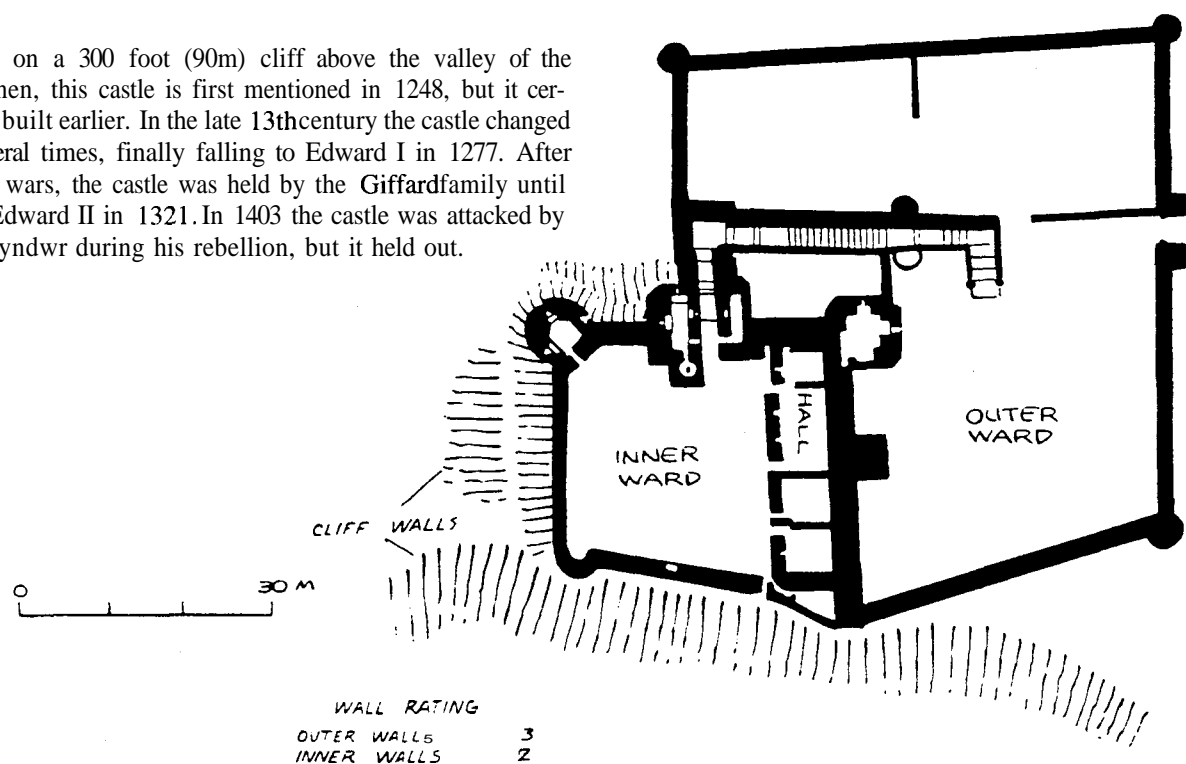 on a 300 foot (90m) cliff above the valley of the
hen, this castle is first mentioned in 1248, but it cer-
built earlier. In the late 13thcentury the castle changed
eral times, finally falling to Edward I in 1277. After
wars, the castle was held by the Giffardfamily until
Edward II in 1321. In 1403 the castle was attacked by
yndwr during his rebellion, but it held out.
HALL
OUTER
WARD
INNER
WARD
CLIFF WALLS
0 30 M
WALL RATING
OUTER WALLS 3
INNER WALLS 2